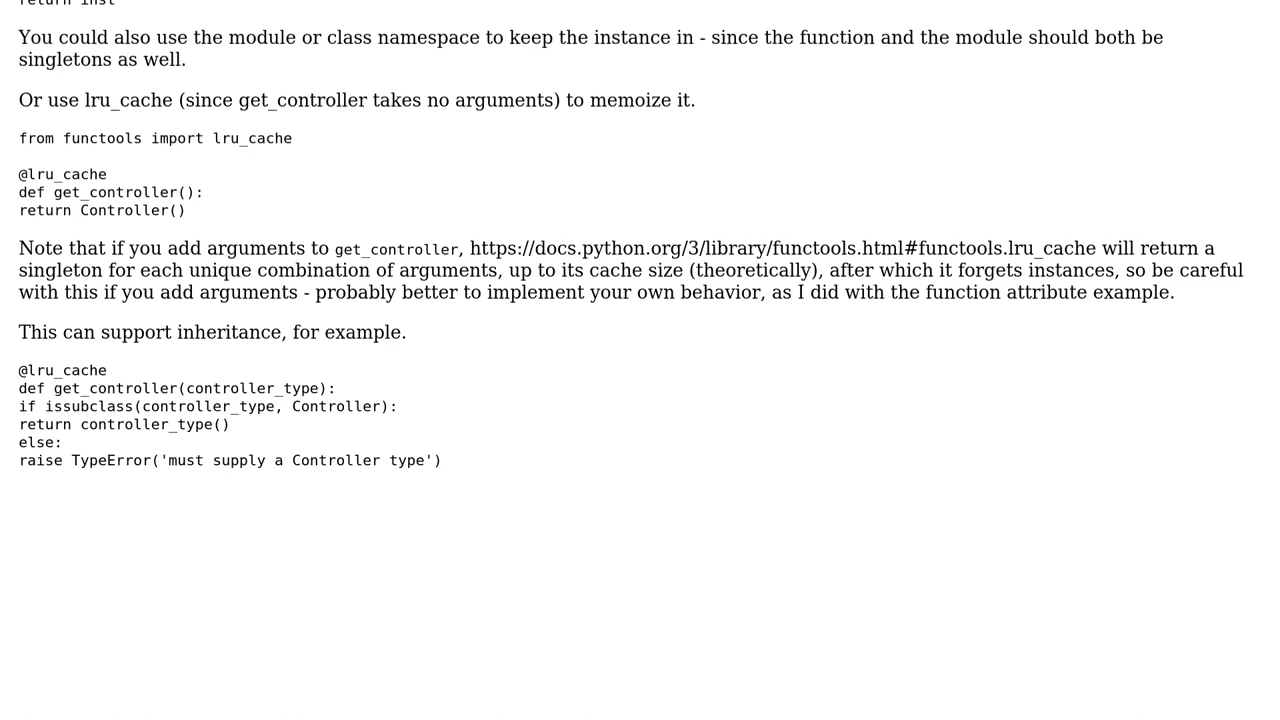 return inst
You could also use the module or class namespace to keep the instance in - since the function and the module should both be
singletons as well.
Or use lru_cache (since get_controller takes no arguments) to memoize it.
from functools import lru_cache
@lru_cache
def get_controller():
return Controller()
Note that if you add arguments to get_controller, https://docs.python.org/3/library/functools.html#functools.lru_cache will return a
singleton for each unique combination of arguments, up to its cache size (theoretically), after which it forgets instances, so be careful
with this if you add arguments - probably better to implement your own behavior, as I did with the function attribute example.
This can support inheritance, for example.
@lru_cache
def get_controller(controller_type):
if issubclass(controller_type, Controller):
return controller_type()
else:
raise TypeError('must supply a Controller type')